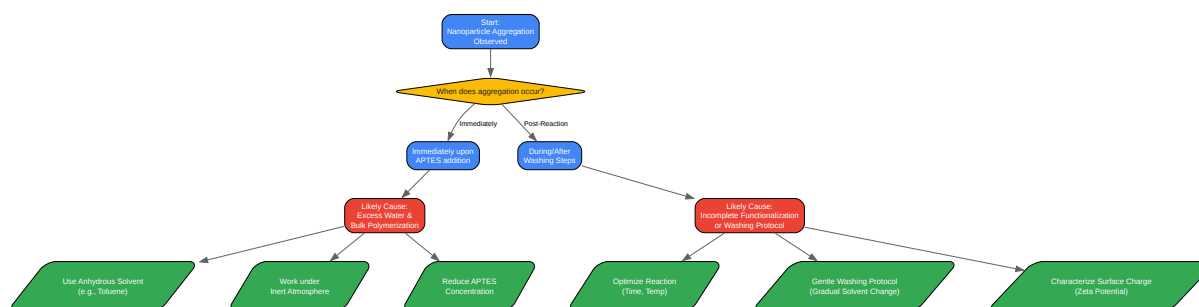 Start:
Nanoparticle Aggregation
Observed
When does aggregation occur?
Immediately
Post-Reaction
Immediately upon
APTES addition
During/After
Washing Steps
Likely Cause:
Excess Water &
Bulk Polymerization
Likely Cause:
Incomplete Functionalization
or Washing Protocol
Use Anhydrous Solvent
(e.g., Toluene)
Work under
Inert Atmosphere
Reduce APTES
Concentration
Optimize Reaction
(Time, Temp)
Gentle Washing Protocol
(Gradual Solvent Change)
Characterize Surface Charge
(Zeta Potential)